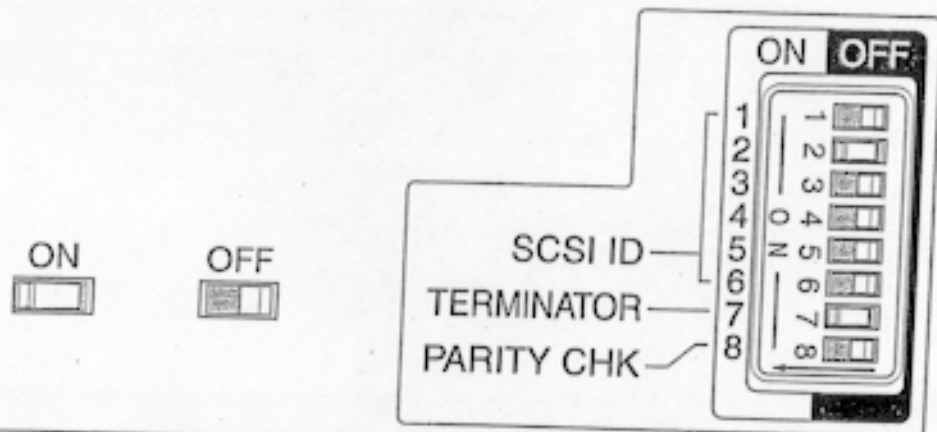 ON OFF
1 1
2 2
3 3
4 4
5 5
6 6
7 7
8 8
O N
SCSI ID
TERMINATOR
PARITY CHK
ON
OFF